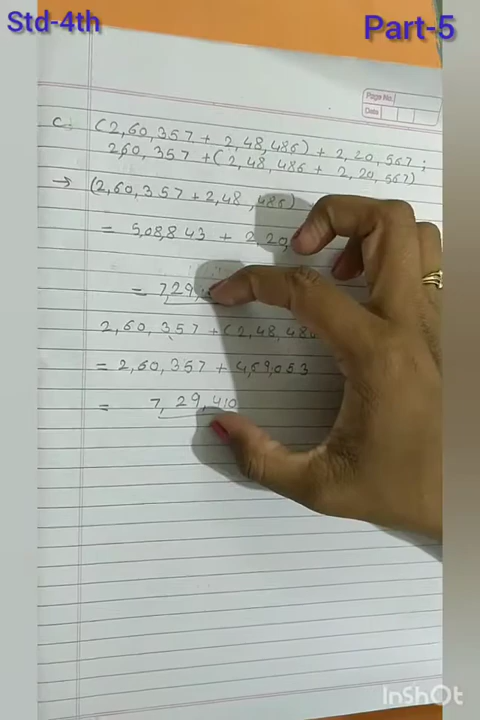 Std-4th
Part-5
Page No
Date
C: (2,60,357 + 2,48,486) + 2,20,567 ;
2,60,357 + (2,48,486 + 2,20,567)
→ (2,60,357 + 2,48,486)
= 5,08,843 + 2,20,
= 7,29,
2,60,357 + (2,48,486
= 2,60,357 + 4,69,053
= 7,29,410
InShOt